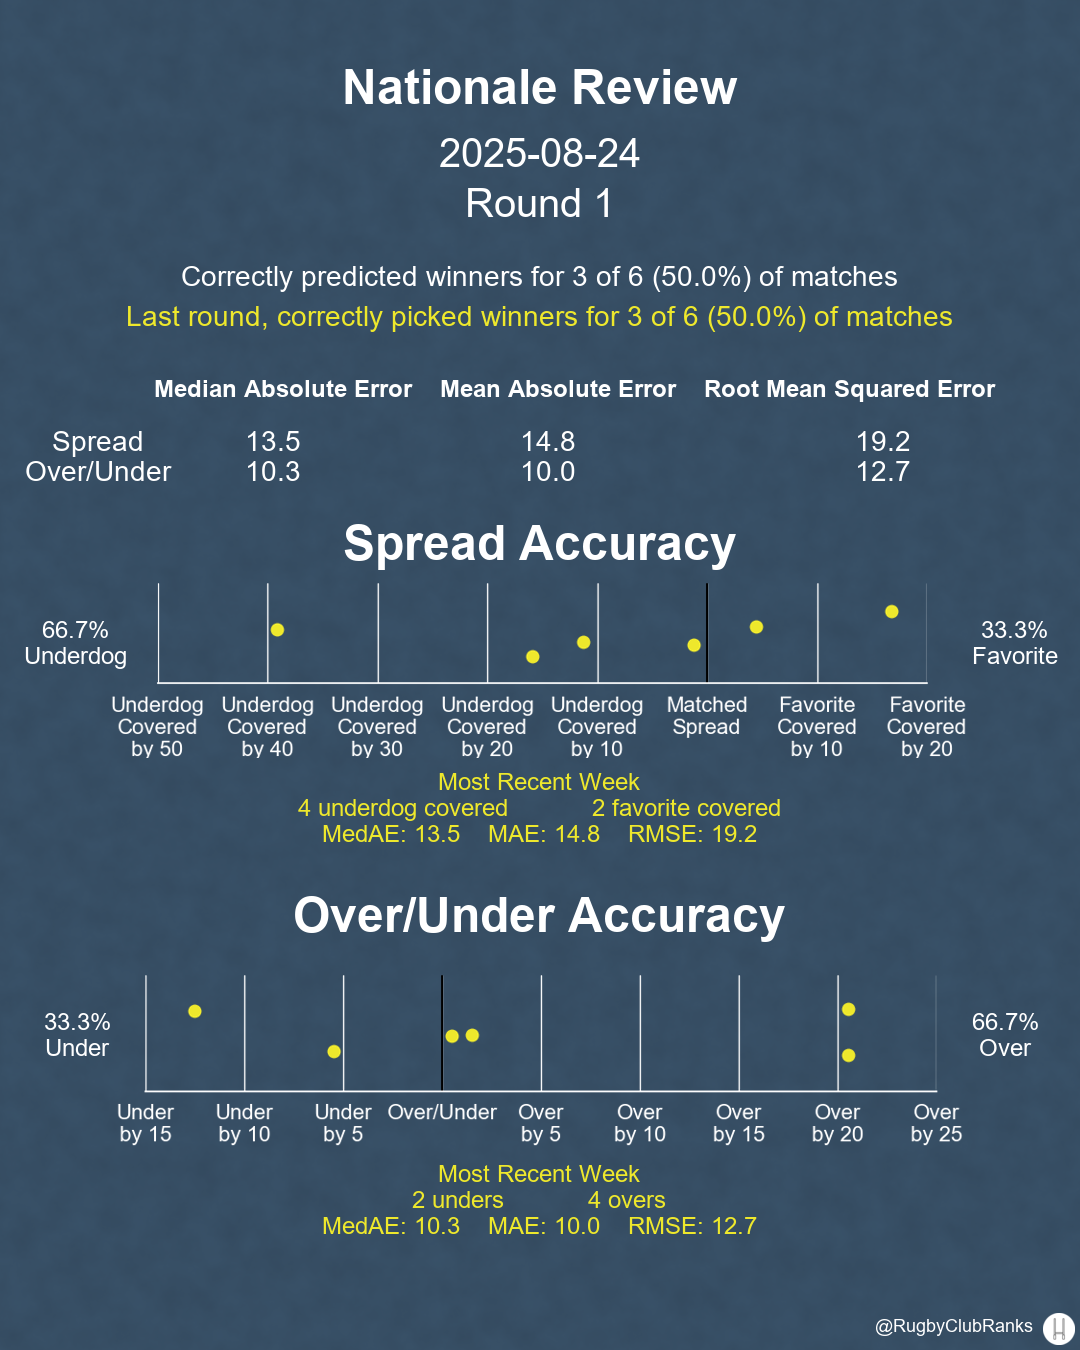 Nationale Review
2025-08-24
Round 1
Correctly predicted winners for 3 of 6 (50.0%) of matches
Last round, correctly picked winners for 3 of 6 (50.0%) of matches
Median Absolute Error Mean Absolute Error Root Mean Squared Error
Spread 13.5 14.8 19.2
Over/Under 10.3 10.0 12.7
Spread Accuracy
66.7%
Underdog
33.3%
Favorite
Underdog Underdog Underdog Underdog Underdog Matched Favorite Favorite
Covered Covered Covered Covered Covered Spread Covered Covered
by 50 by 40 by 30 by 20 by 10 by 10 by 20
Most Recent Week
4 underdog covered 2 favorite covered
MedAE: 13.5 MAE: 14.8 RMSE: 19.2
Over/Under Accuracy
33.3%
Under
66.7%
Over
Under Under Under Over/Under Over Over Over Over Over
by 15 by 10 by 5 by 5 by 10 by 15 by 20 by 25
Most Recent Week
2 unders 4 overs
MedAE: 10.3 MAE: 10.0 RMSE: 12.7
@RugbyClubRanks